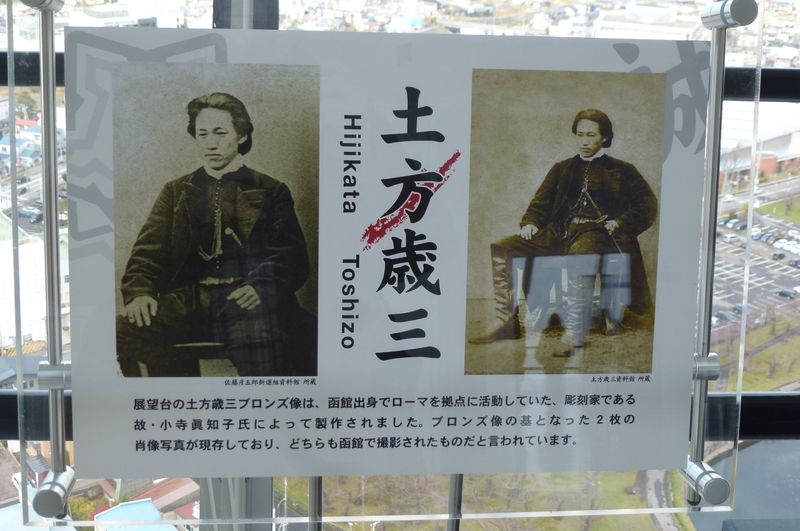 誠
土方歳三
Hijikata Toshizo
佐藤彦五郎新選組資料館 所蔵
土方歳三資料館 所蔵
展望台の土方歳三ブロンズ像は、函館出身でローマを拠点に活動していた、彫刻家である
故・小寺眞知子氏によって製作されました。ブロンズ像の基となった2枚の
肖像写真が現存しており、どちらも函館で撮影されたものだと言われています。